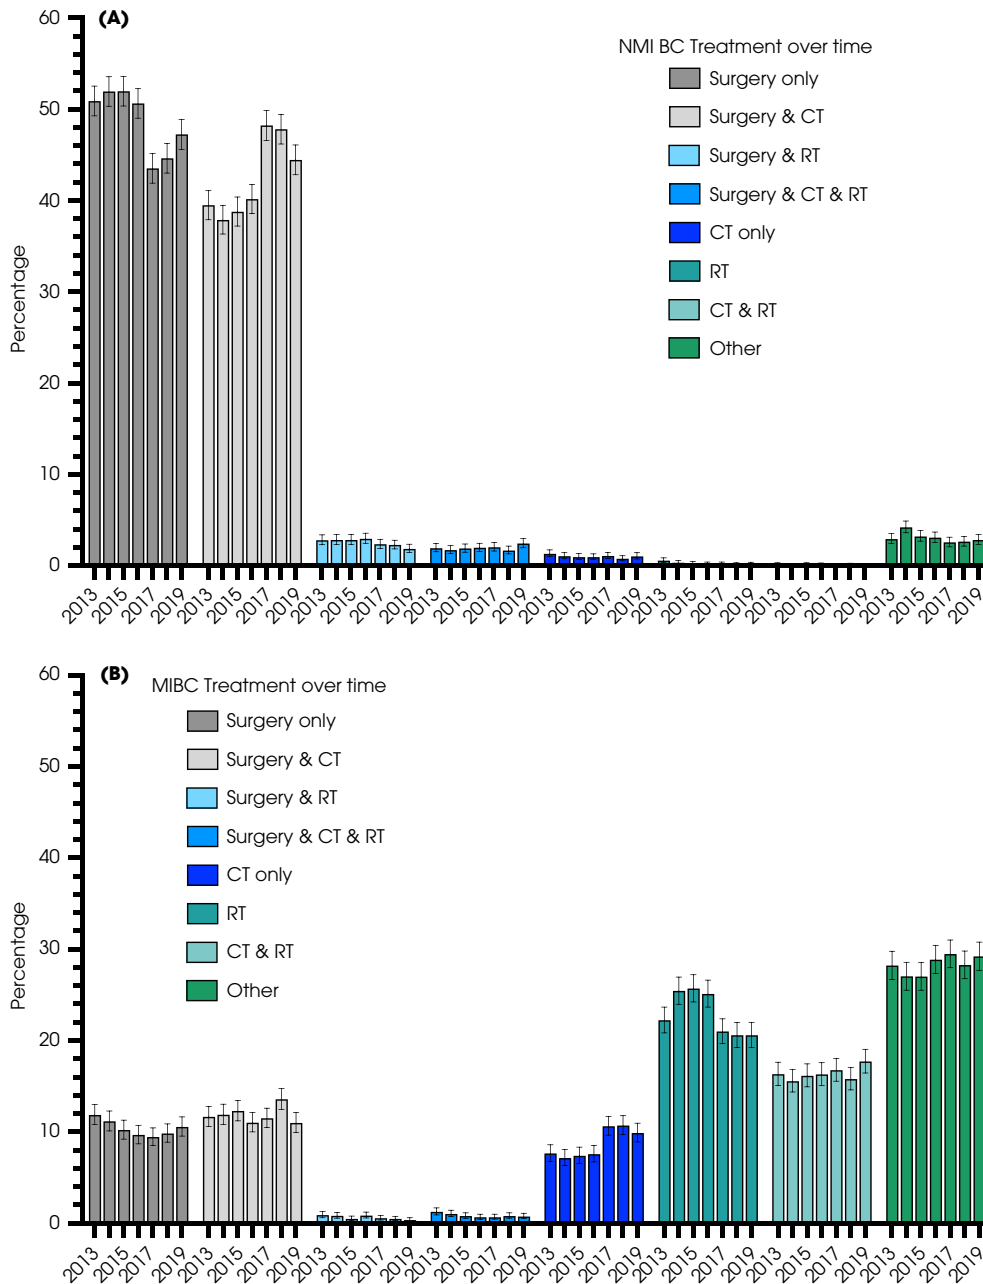 (A)
NMI BC Treatment over time
Surgery only
Surgery & CT
Surgery & RT
Surgery & CT & RT
CT only
RT
CT & RT
Other
Percentage
60
50
40
30
20
10
0
2013 2015 2017 2019 2013 2015 2017 2019 2013 2015 2017 2019 2013 2015 2017 2019 2013 2015 2017 2019 2013 2015 2017 2019 2013 2015 2017 2019 2013 2015 2017 2019
(B)
MIBC Treatment over time
Surgery only
Surgery & CT
Surgery & RT
Surgery & CT & RT
CT only
RT
CT & RT
Other
Percentage
60
50
40
30
20
10
0
2013 2015 2017 2019 2013 2015 2017 2019 2013 2015 2017 2019 2013 2015 2017 2019 2013 2015 2017 2019 2013 2015 2017 2019 2013 2015 2017 2019 2013 2015 2017 2019